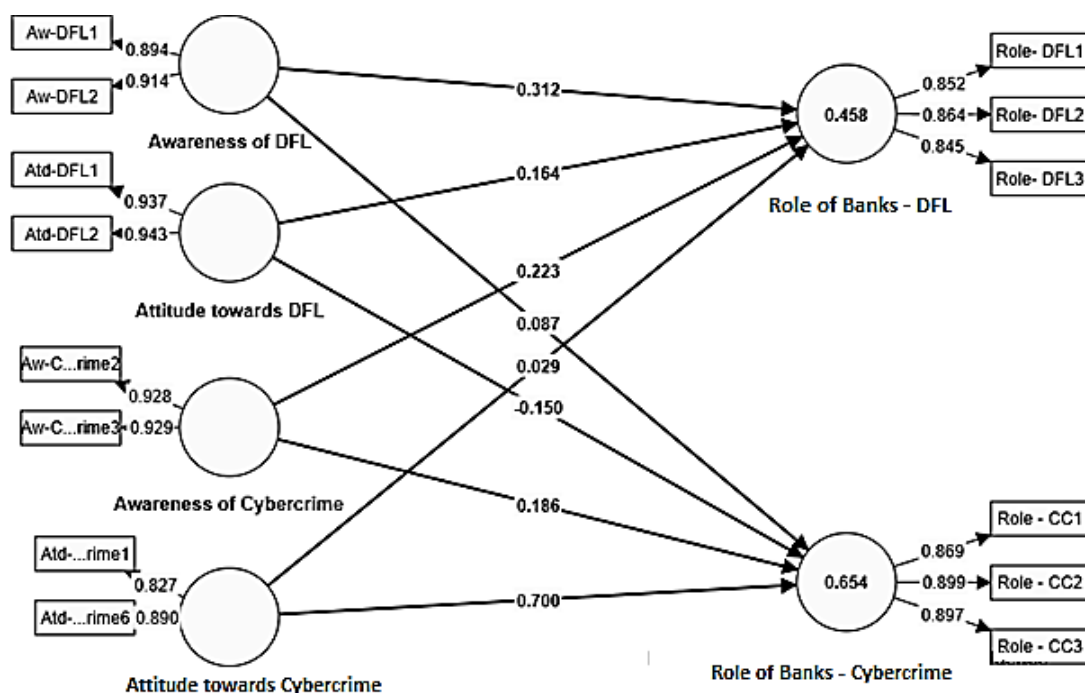 Aw-DFL1
0.894
0.914
Aw-DFL2
Awareness of DFL
Atd-DFL1
0.937
0.943
Atd-DFL2
Attitude towards DFL
Aw-C...rime2
0.928
Aw-C...rime3
0.929
Awareness of Cybercrime
Atd-...rime1
0.827
Atd-...rime6
0.890
Attitude towards Cybercrime
0.312
0.164
0.223
0.087
0.029
-0.150
0.186
0.700
0.458
Role of Banks - DFL
0.852
0.864
0.845
Role- DFL1
Role- DFL2
Role- DFL3
0.654
Role of Banks - Cybercrime
0.869
0.899
0.897
Role - CC1
Role - CC2
Role - CC3